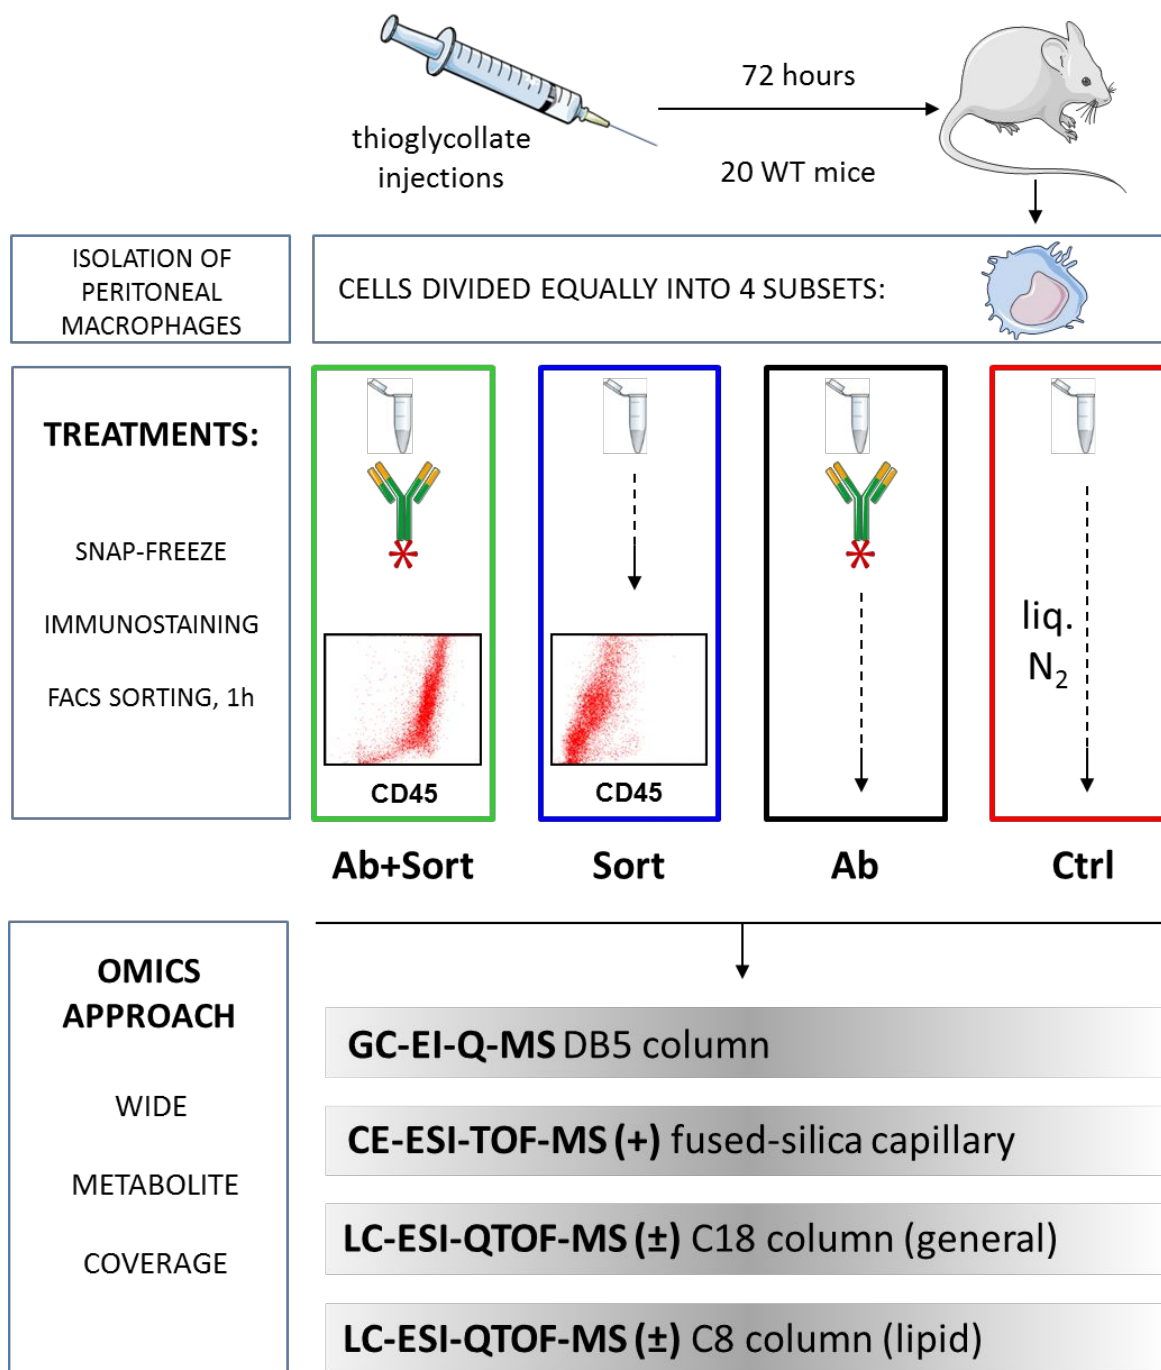 thioglycollate
injections
72 hours
20 WT mice
ISOLATION OF
PERITONEAL
MACROPHAGES
CELLS DIVIDED EQUALLY INTO 4 SUBSETS:
TREATMENTS:
SNAP-FREEZE
IMMUNOSTAINING
FACS SORTING, 1h
CD45
CD45
liq.
N₂
Ab+Sort
Sort
Ab
Ctrl
OMICS
APPROACH
WIDE
METABOLITE
COVERAGE
GC-EI-Q-MS DB5 column
CE-ESI-TOF-MS (+) fused-silica capillary
LC-ESI-QTOF-MS (±) C18 column (general)
LC-ESI-QTOF-MS (±) C8 column (lipid)